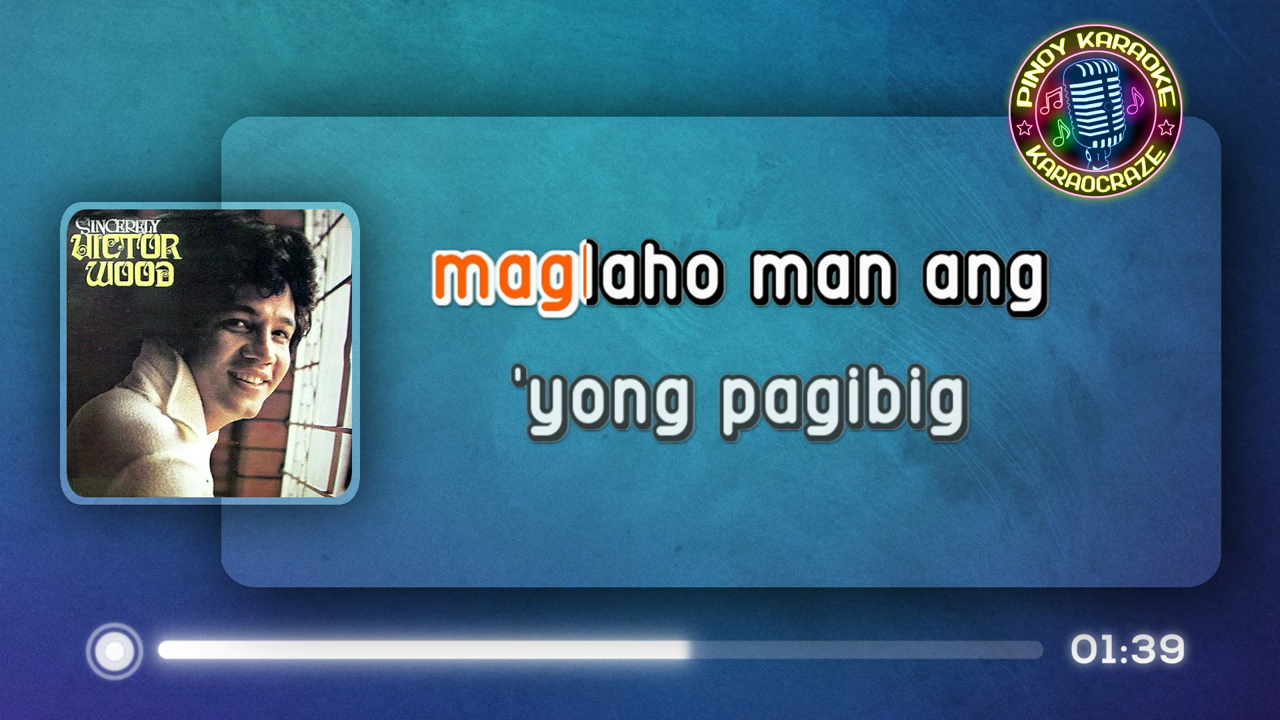 PINOY KARAOKE
KARAOCRAZE
SINCERELY
VICTOR
WOOD
maglaho man ang
'yong pagibig
01:39